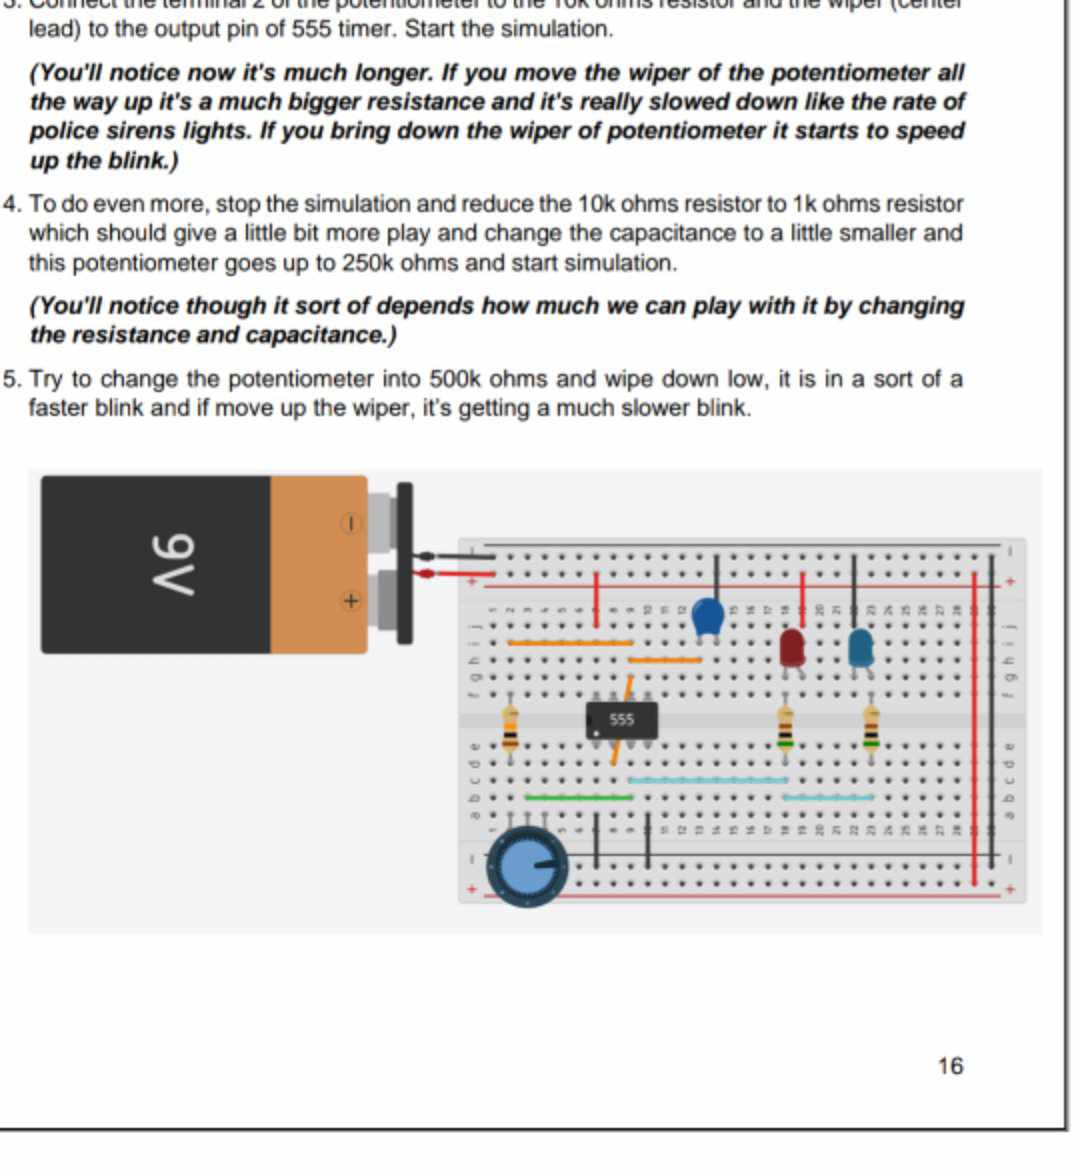 3. Connect the terminal 2 of the potentiometer to the 10k ohms resistor and the wiper (center
lead) to the output pin of 555 timer. Start the simulation.
(You'll notice now it's much longer. If you move the wiper of the potentiometer all
the way up it's a much bigger resistance and it's really slowed down like the rate of
police sirens lights. If you bring down the wiper of potentiometer it starts to speed
up the blink.)
4. To do even more, stop the simulation and reduce the 10k ohms resistor to 1k ohms resistor
which should give a little bit more play and change the capacitance to a little smaller and
this potentiometer goes up to 250k ohms and start simulation.
(You'll notice though it sort of depends how much we can play with it by changing
the resistance and capacitance.)
5. Try to change the potentiometer into 500k ohms and wipe down low, it is in a sort of a
faster blink and if move up the wiper, it's getting a much slower blink.
9V
555
16